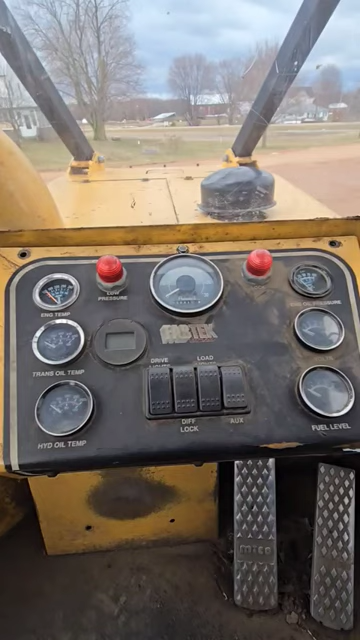 LOW
PRESSURE
ENG TEMP
OIL PRESSURE
TRANS OIL TEMP
DRIVE
LOAD
DIFF
LOCK
AUX
HYD OIL TEMP
FUEL LEVEL
mico